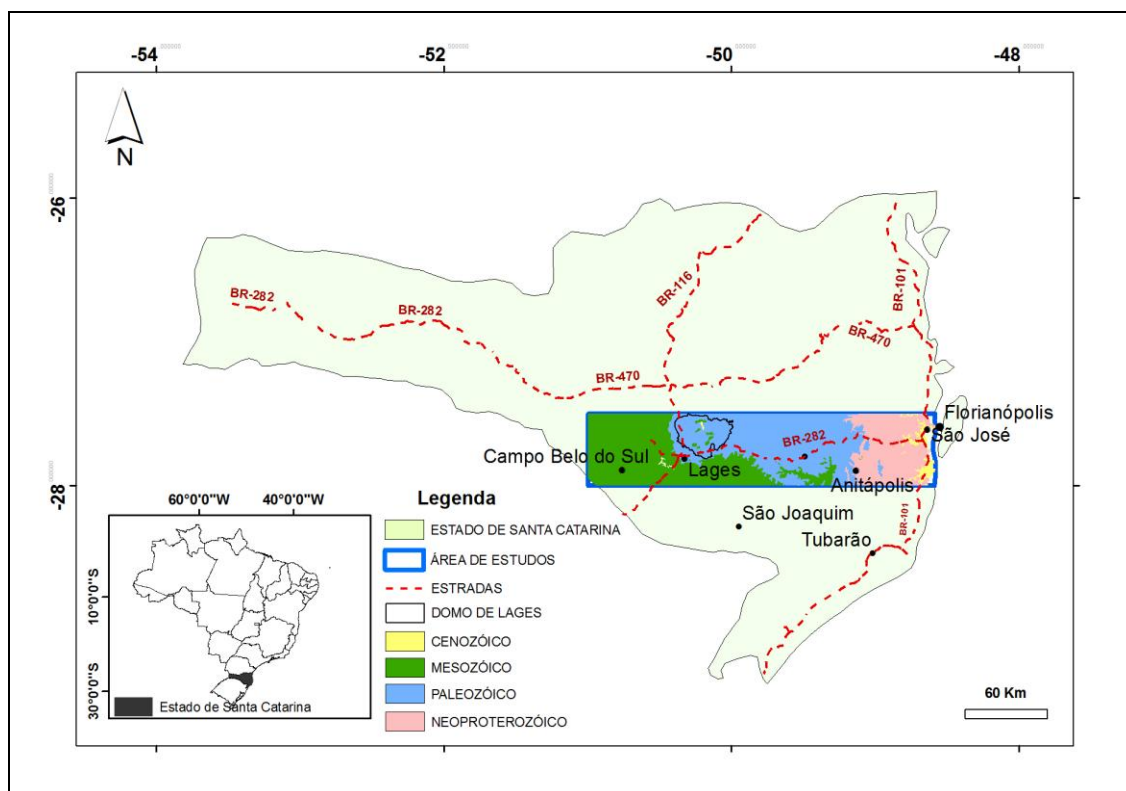 -54
-52
-50
-48
N
-26
-28
BR-282
BR-282
BR-116
BR-101
BR-470
BR-470
BR-282
Florianópolis
São José
Campo Belo do Sul
Lages
Anitápolis
São Joaquim
BR-101
Tubarão
Legenda
ESTADO DE SANTA CATARINA
ÁREA DE ESTUDOS
ESTRADAS
DOMO DE LAGES
CENOZÓICO
MESOZÓICO
PALEOZÓICO
NEOPROTEROZÓICO
60 Km
60°0'0"W
40°0'0"W
10°0'0"S
30°0'0"S
Estado de Santa Catarina